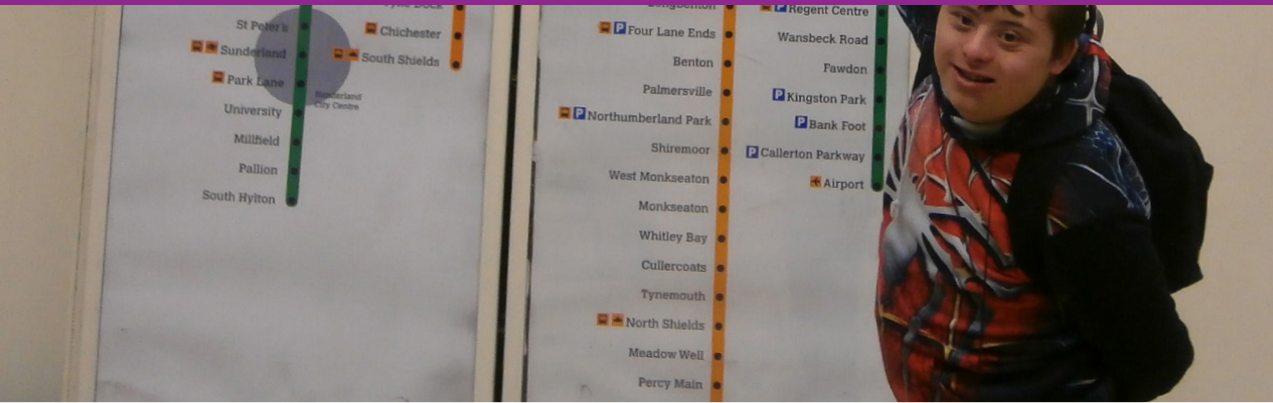 St Peter's
Sunderland
Park Lane
Sunderland
City Centre
University
Millfield
Pallion
South Hylton
Chichester
South Shields
P Four Lane Ends
Benton
Palmersville
P Northumberland Park
Shiremoor
West Monkseaton
Monkseaton
Whitley Bay
Cullercoats
Tynemouth
North Shields
Meadow Well
Percy Main
P Regent Centre
Wansbeck Road
Fawdon
P Kingston Park
P Bank Foot
P Callerton Parkway
Airport